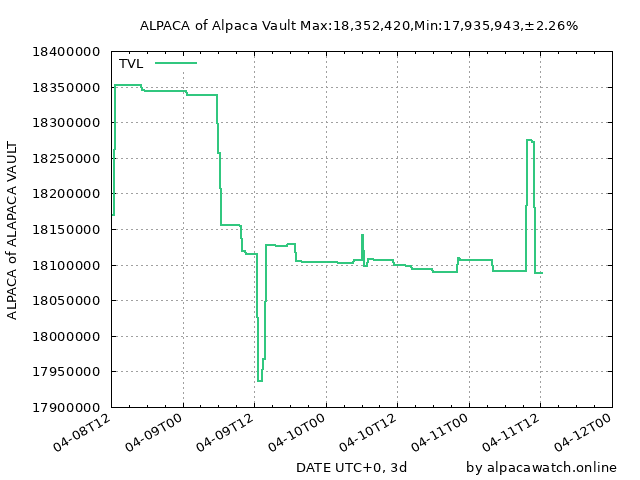 ALPACA of Alpaca Vault Max:18,352,420,Min:17,935,943,±2.26%
TVL
18400000
18350000
18300000
18250000
18200000
18150000
18100000
18050000
18000000
17950000
17900000
ALPACA of ALAPACA VAULT
04-08T12
04-09T00
04-09T12
04-10T00
04-10T12
04-11T00
04-11T12
04-12T00
DATE UTC+0, 3d
by alpacawatch.online